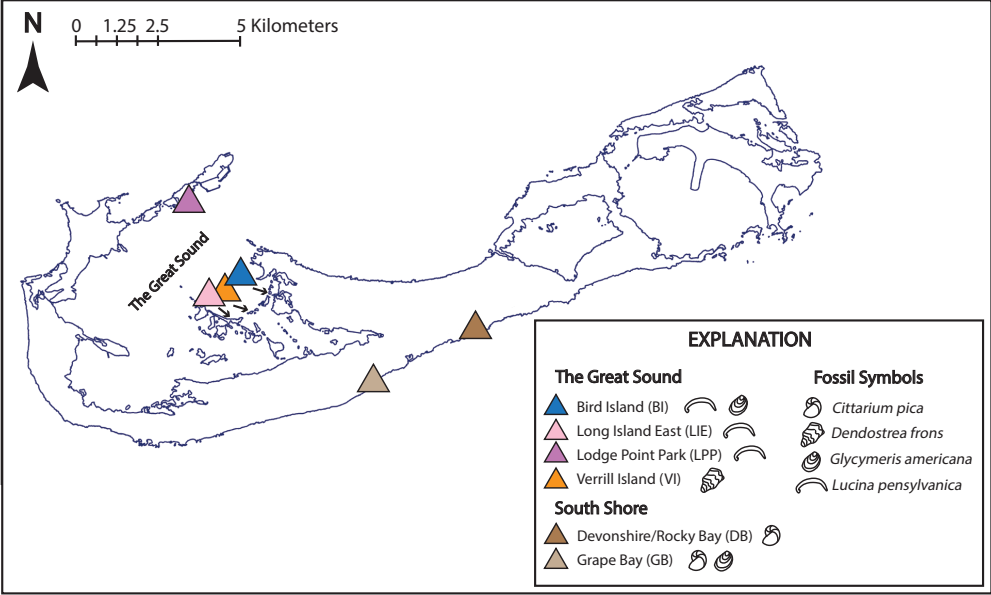 N
0 1.25 2.5 5 Kilometers
The Great Sound
EXPLANATION
The Great Sound
Bird Island (BI)
Long Island East (LIE)
Lodge Point Park (LPP)
Verrill Island (VI)
South Shore
Devonshire/Rocky Bay (DB)
Grape Bay (GB)
Fossil Symbols
Cittarium pica
Dendostrea frons
Glycymeris americana
Lucina pensylvanica